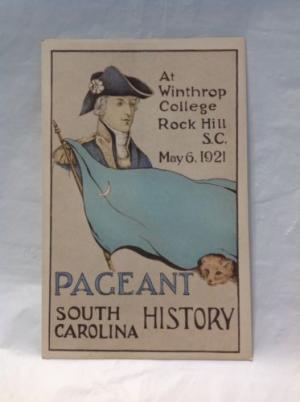 At
Winthrop
College
Rock Hill
S.C.
May 6, 1921
PAGEANT
SOUTH CAROLINA HISTORY